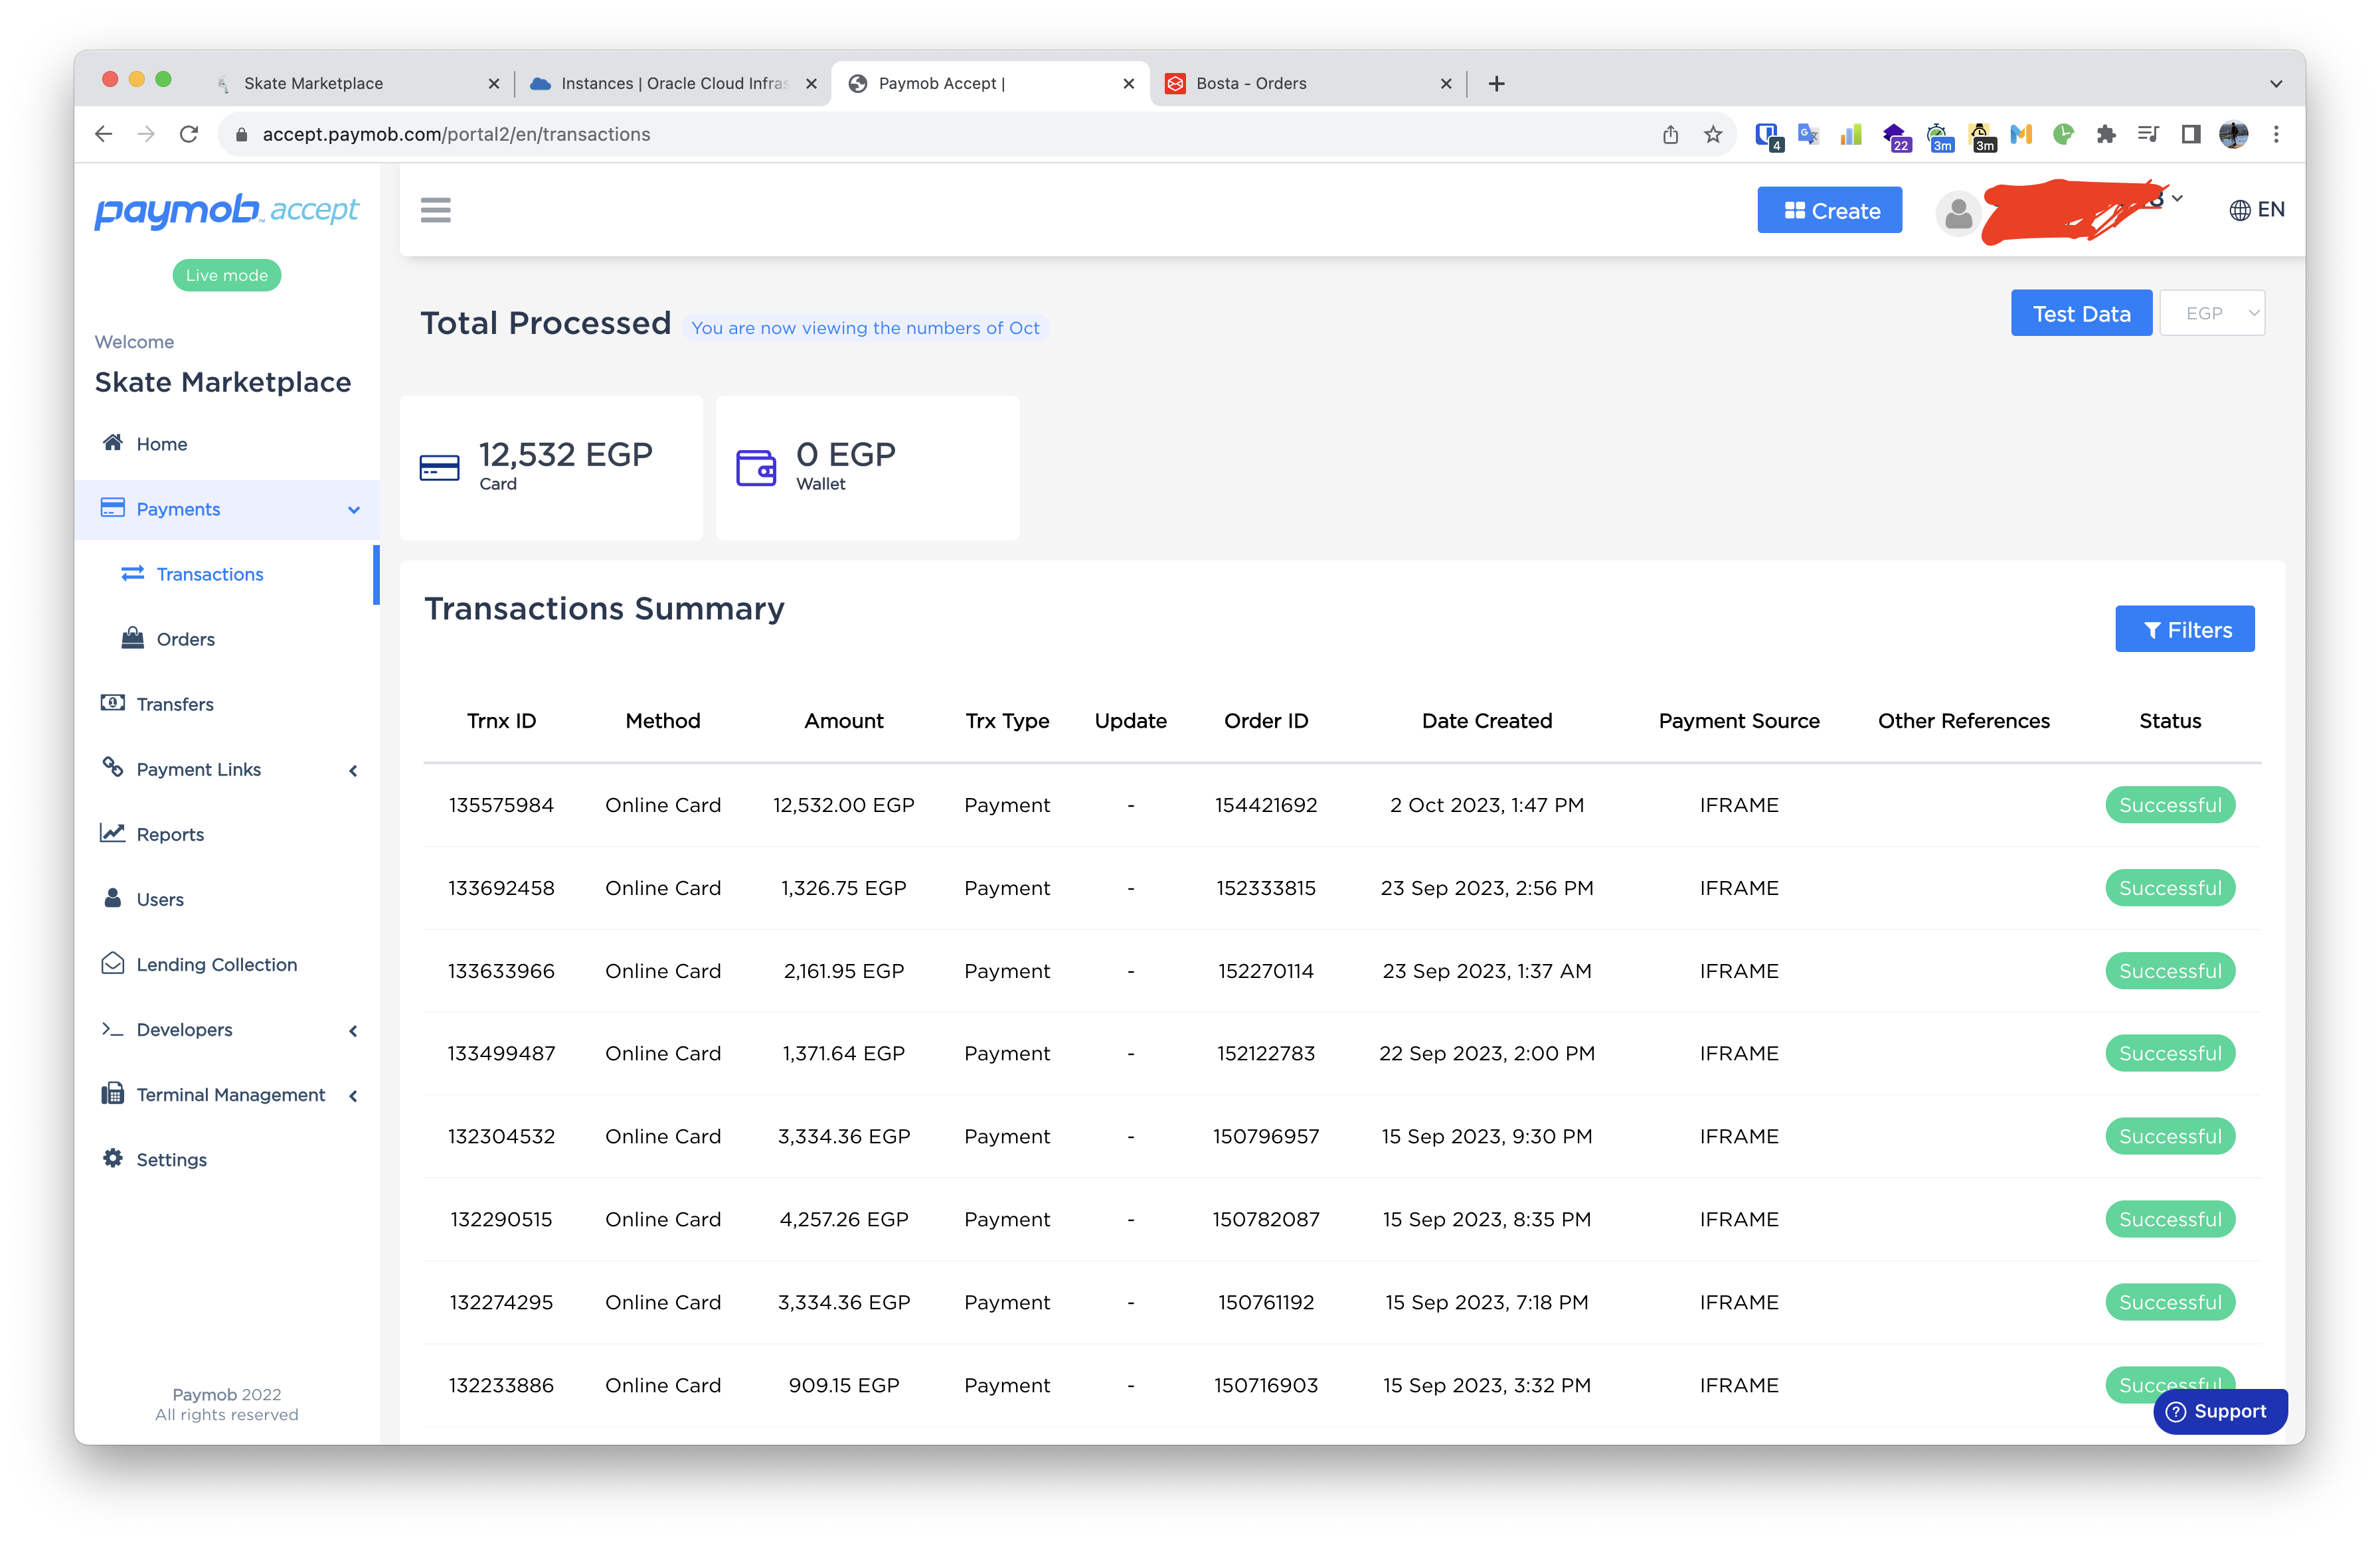 Skate Marketplace
Instances | Oracle Cloud Infras
Paymob Accept |
Bosta - Orders
accept.paymob.com/portal2/en/transactions
4
22
3m
3m
paymob accept
Create
EN
Live mode
Welcome
Skate Marketplace
Home
Payments
Transactions
Orders
Transfers
Payment Links
Reports
Users
Lending Collection
Developers
Terminal Management
Settings
Paymob 2022
All rights reserved
Total Processed You are now viewing the numbers of Oct
Test Data EGP
12,532 EGP
Card
0 EGP
Wallet
Transactions Summary
Filters
Trnx ID Method Amount Trx Type Update Order ID Date Created Payment Source Other References Status
135575984 Online Card 12,532.00 EGP Payment - 154421692 2 Oct 2023, 1:47 PM IFRAME Successful
133692458 Online Card 1,326.75 EGP Payment - 152333815 23 Sep 2023, 2:56 PM IFRAME Successful
133633966 Online Card 2,161.95 EGP Payment - 152270114 23 Sep 2023, 1:37 AM IFRAME Successful
133499487 Online Card 1,371.64 EGP Payment - 152122783 22 Sep 2023, 2:00 PM IFRAME Successful
132304532 Online Card 3,334.36 EGP Payment - 150796957 15 Sep 2023, 9:30 PM IFRAME Successful
132290515 Online Card 4,257.26 EGP Payment - 150782087 15 Sep 2023, 8:35 PM IFRAME Successful
132274295 Online Card 3,334.36 EGP Payment - 150761192 15 Sep 2023, 7:18 PM IFRAME Successful
132233886 Online Card 909.15 EGP Payment - 150716903 15 Sep 2023, 3:32 PM IFRAME Successful
Support